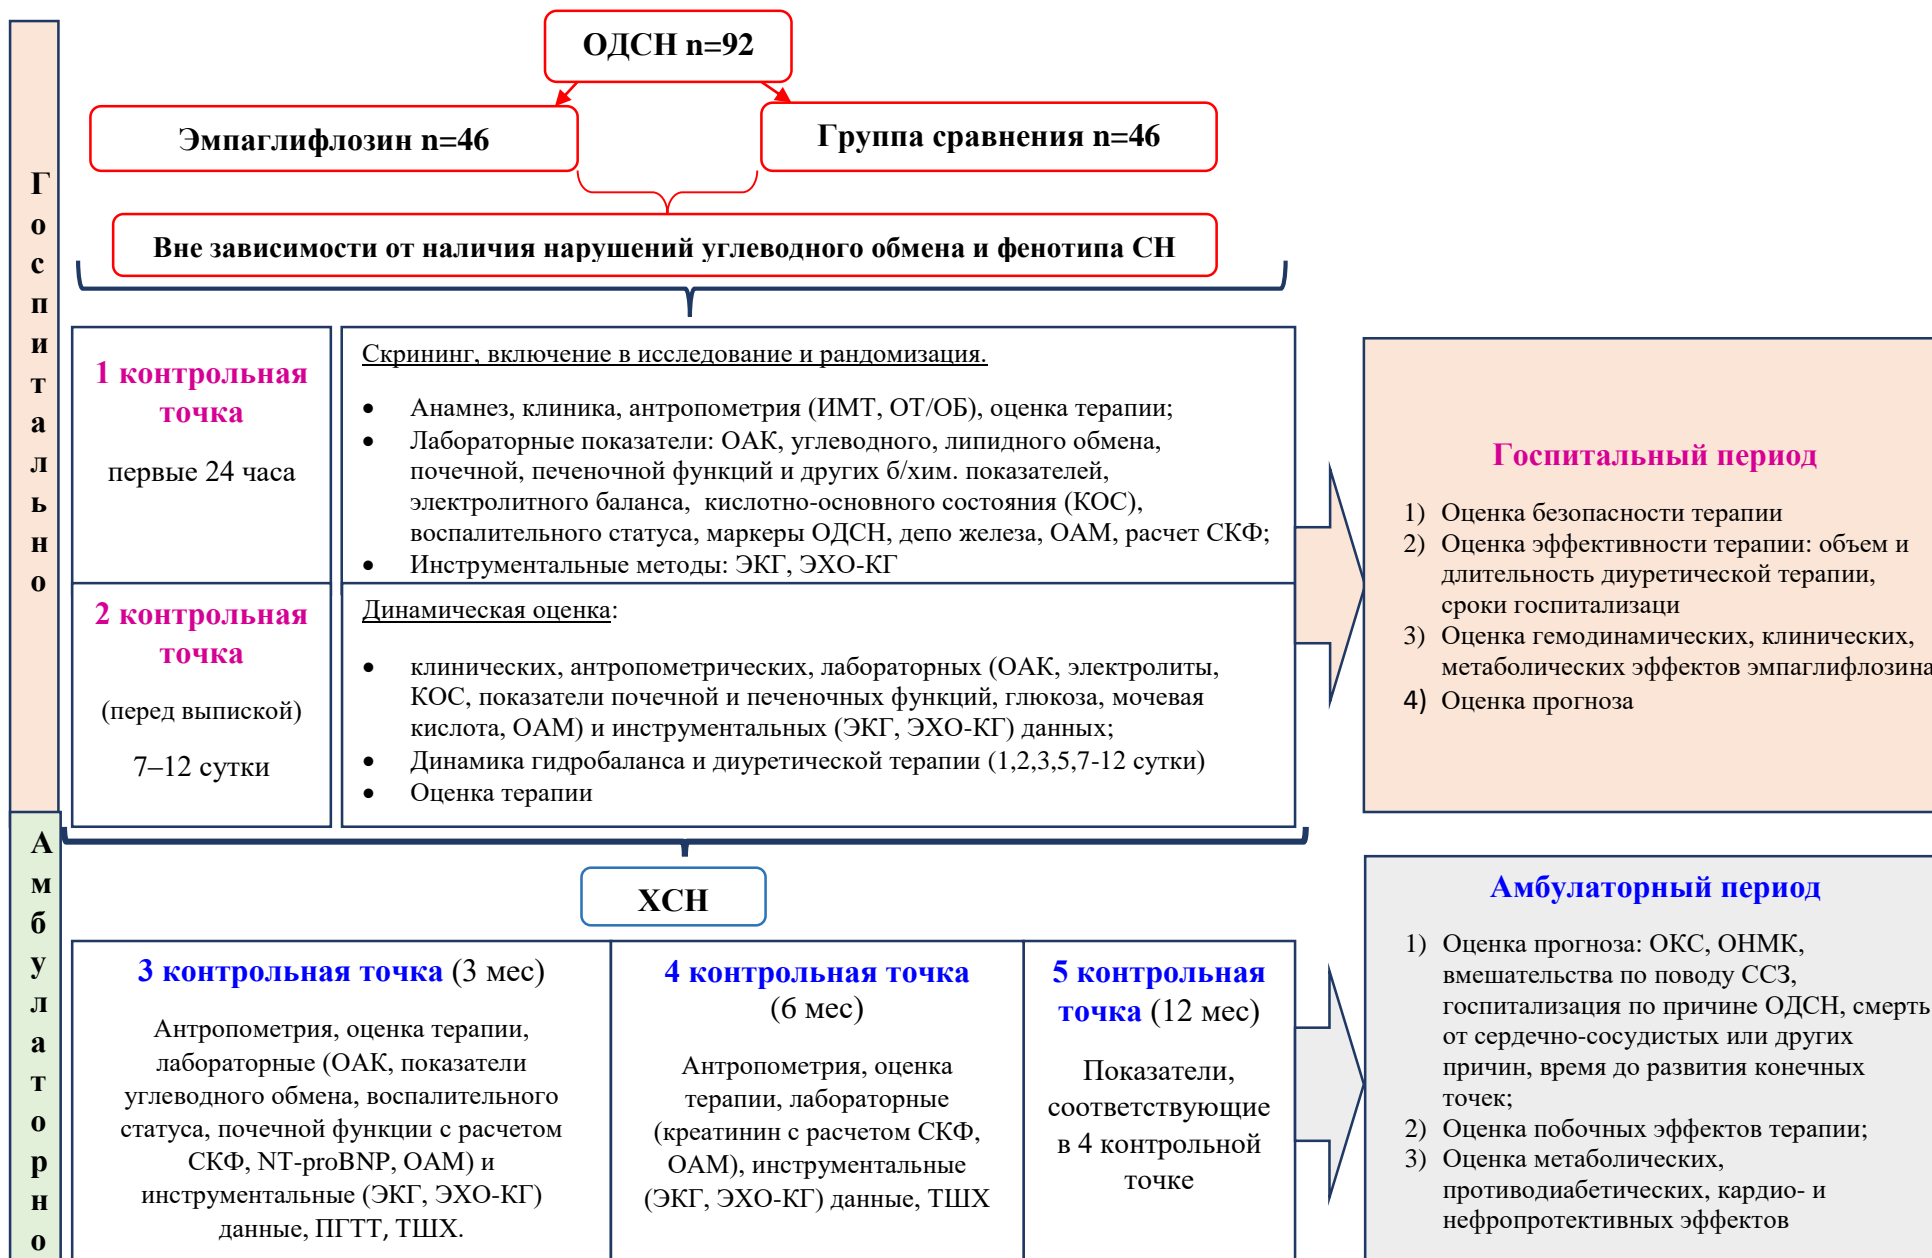 ОДСН n=92
Эмпаглифлозин n=46
Группа сравнения n=46
Вне зависимости от наличия нарушений углеводного обмена и фенотипа СН
Госпитально
1 контрольная
точка
первые 24 часа
Скрининг, включение в исследование и рандомизация.
• Анамнез, клиника, антропометрия (ИМТ, ОТ/ОБ), оценка терапии;
• Лабораторные показатели: ОАК, углеводного, липидного обмена,
почечной, печеночной функций и других б/хим. показателей,
электролитного баланса, кислотно-основного состояния (КОС),
воспалительного статуса, маркеры ОДСН, депо железа, ОАМ, расчет СКФ;
• Инструментальные методы: ЭКГ, ЭХО-КГ
2 контрольная
точка
(перед выпиской)
7–12 сутки
Динамическая оценка:
• клинических, антропометрических, лабораторных (ОАК, электролиты,
КОС, показатели почечной и печеночных функций, глюкоза, мочевая
кислота, ОАМ) и инструментальных (ЭКГ, ЭХО-КГ) данных;
• Динамика гидробаланса и диуретической терапии (1,2,3,5,7-12 сутки)
• Оценка терапии
Госпитальный период
1) Оценка безопасности терапии
2) Оценка эффективности терапии: объем и
длительность диуретической терапии,
сроки госпитализаци
3) Оценка гемодинамических, клинических,
метаболических эффектов эмпаглифлозина
4) Оценка прогноза
Амбулаторно
ХСН
3 контрольная точка (3 мес)
Антропометрия, оценка терапии,
лабораторные (ОАК, показатели
углеводного обмена, воспалительного
статуса, почечной функции с расчетом
СКФ, NT-proBNP, ОАМ) и
инструментальные (ЭКГ, ЭХО-КГ)
данные, ПГТТ, ТШХ.
4 контрольная точка
(6 мес)
Антропометрия, оценка
терапии, лабораторные
(креатинин с расчетом СКФ,
ОАМ), инструментальные
(ЭКГ, ЭХО-КГ) данные, ТШХ
5 контрольная
точка (12 мес)
Показатели,
соответствующие
в 4 контрольной
точке
Амбулаторный период
1) Оценка прогноза: ОКС, ОНМК,
вмешательства по поводу ССЗ,
госпитализация по причине ОДСН, смерть
от сердечно-сосудистых или других
причин, время до развития конечных
точек;
2) Оценка побочных эффектов терапии;
3) Оценка метаболических,
противодиабетических, кардио- и
нефропротективных эффектов